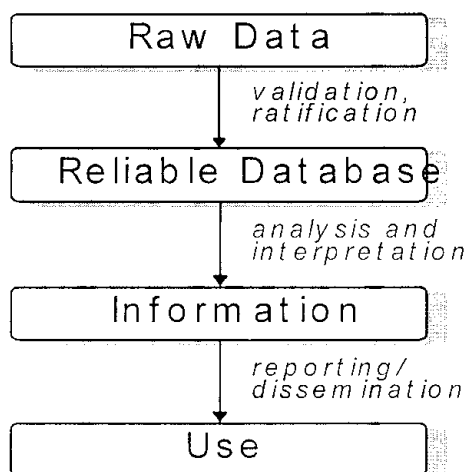 Raw Data
validation,
ratification
Reliable Database
analysis and
interpretation
Information
reporting/
dissemination
Use